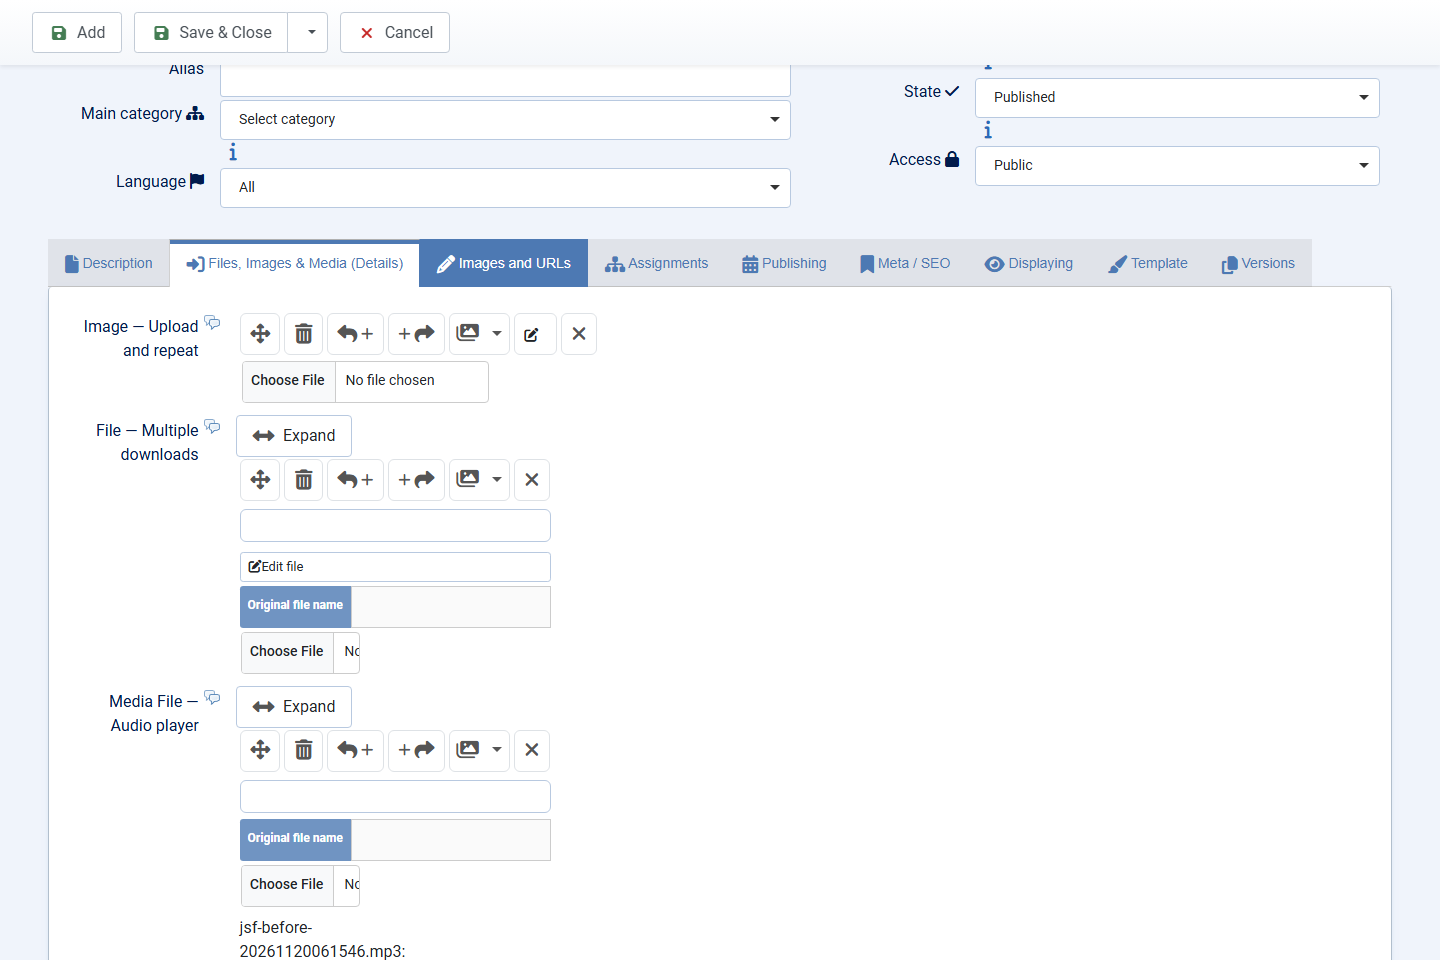 Add
Save & Close
Cancel
Alias
Main category
Select category
Language
All
State
Published
Access
Public
Description
Files, Images & Media (Details)
Images and URLs
Assignments
Publishing
Meta / SEO
Displaying
Template
Versions
Image — Upload
and repeat
Choose File
No file chosen
File — Multiple
downloads
Expand
Edit file
Original file name
Choose File
No
Media File —
Audio player
Expand
Original file name
Choose File
No
jsf-before-
20261120061546.mp3: